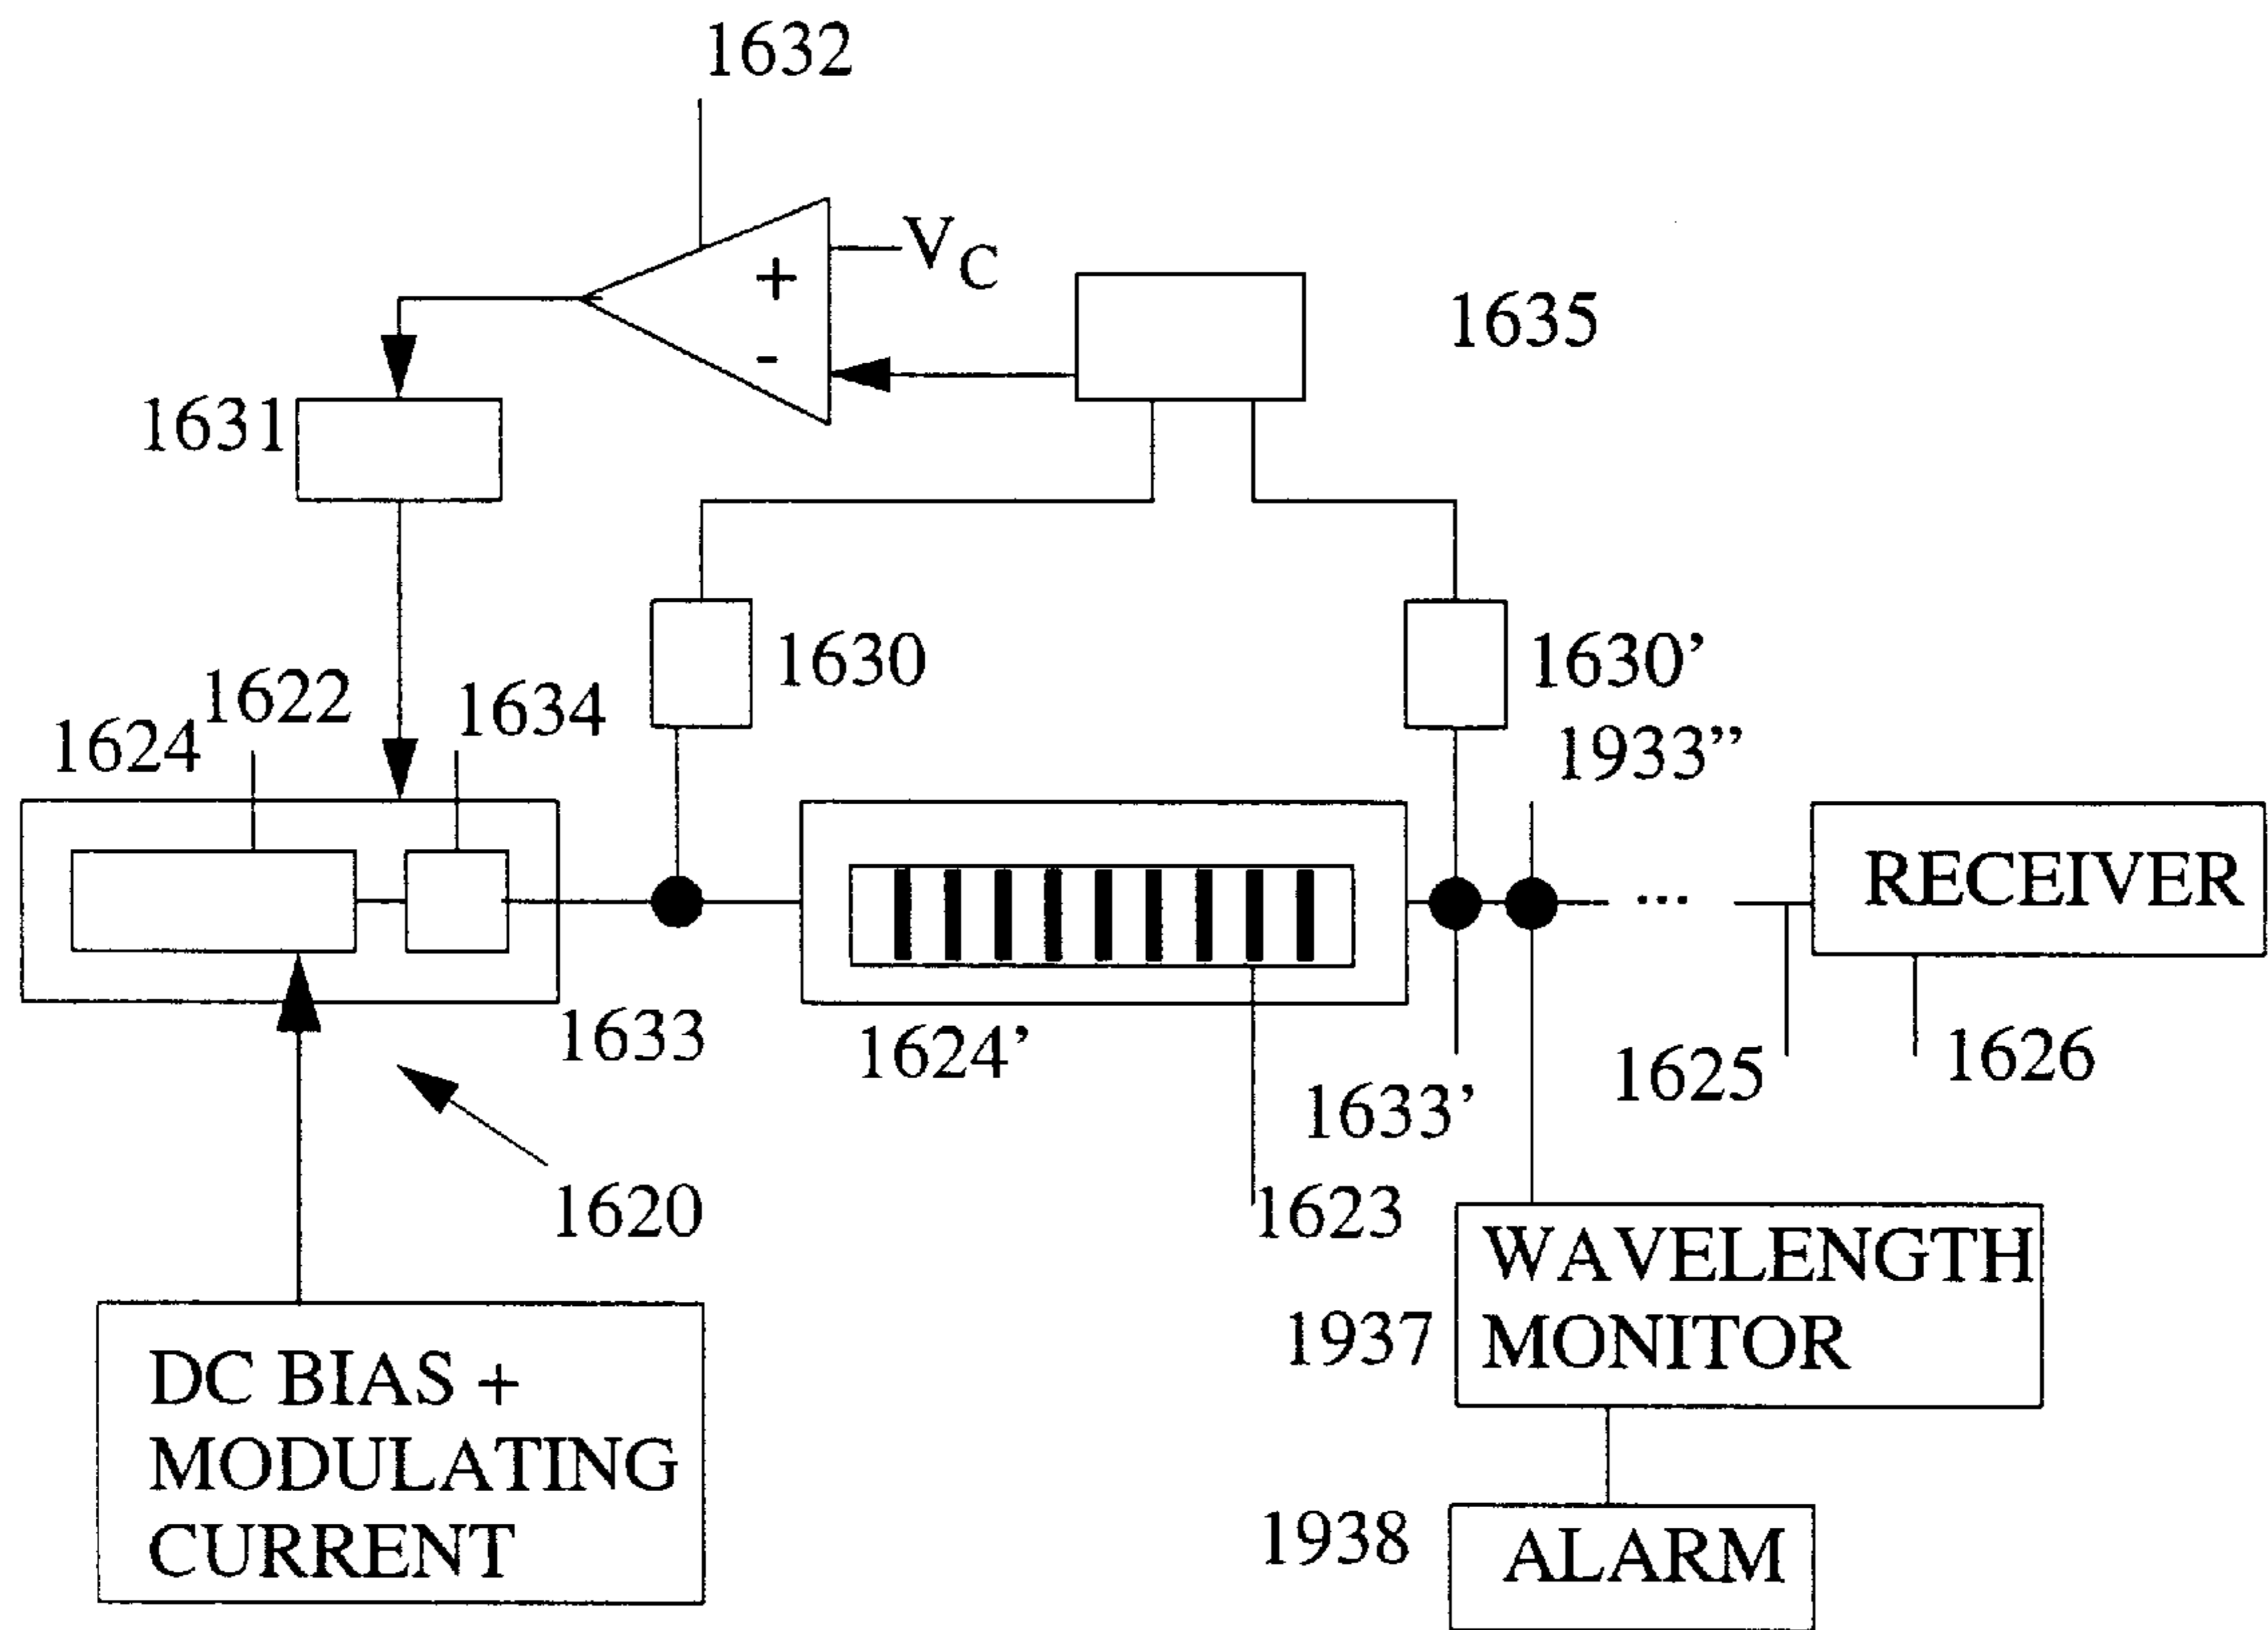 1632
+
VC
-
1635
1631
1630
1630’
1622
1634
1933”
1624
RECEIVER
1633
1624’
1625
1626
1633’
1620
1623
WAVELENGTH
MONITOR
1937
DC BIAS +
MODULATING
CURRENT
...
1938
ALARM